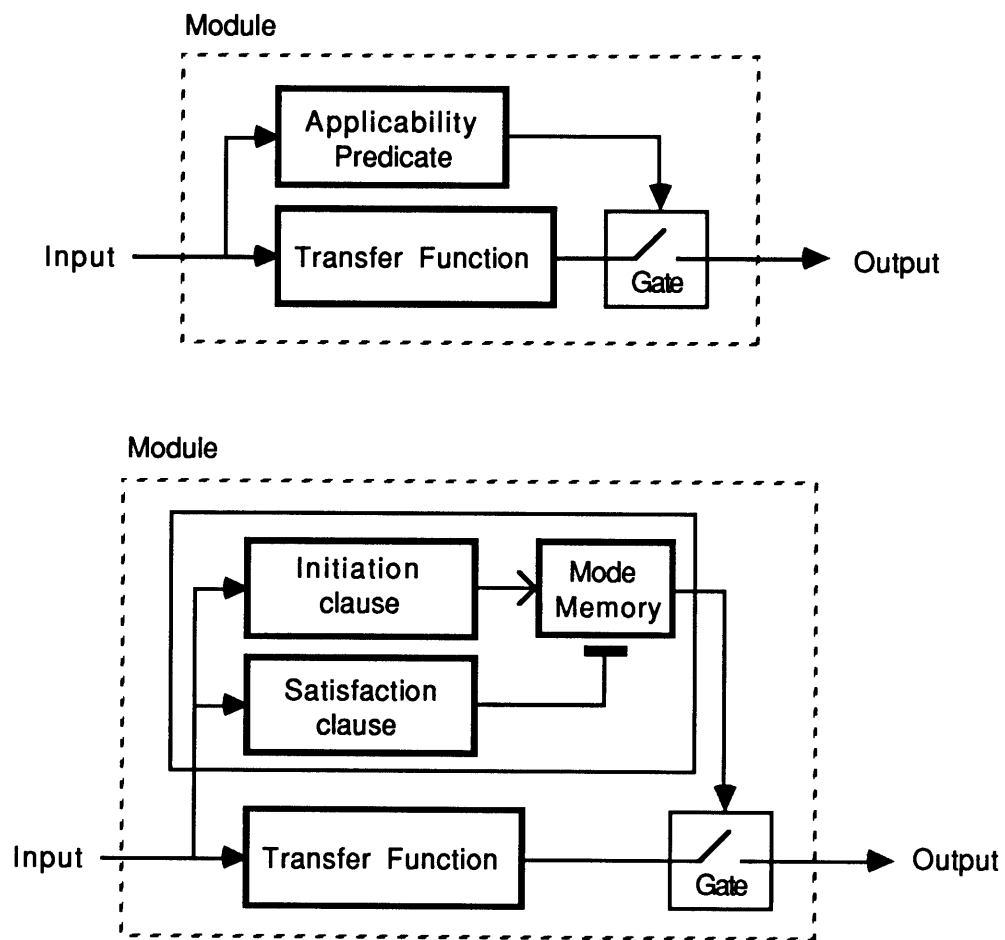 Module
Applicability
Predicate
Input
Transfer Function
Gate
Output
Module
Initiation
clause
Mode
Memory
Satisfaction
clause
Input
Transfer Function
Gate
Output